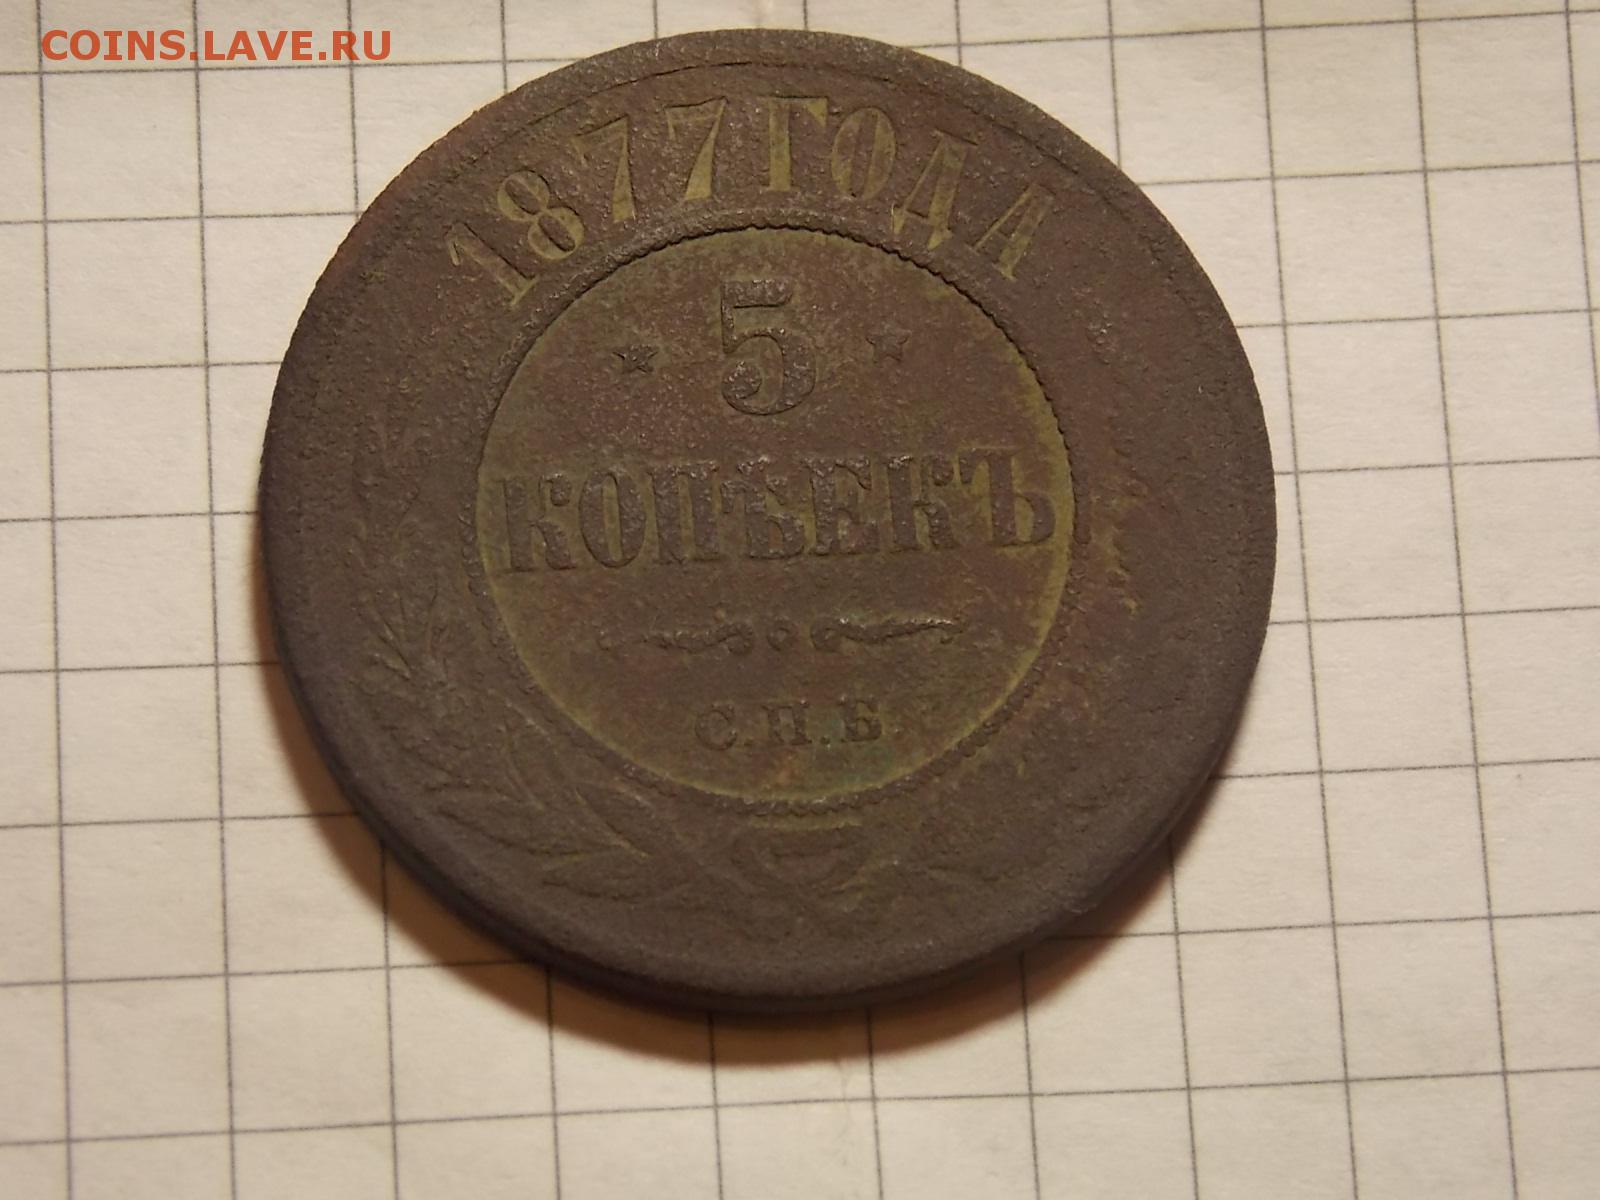 COINS.LAVE.RU
1877 ГОДА
5
КОПѢЕКЪ
С.П.Б.